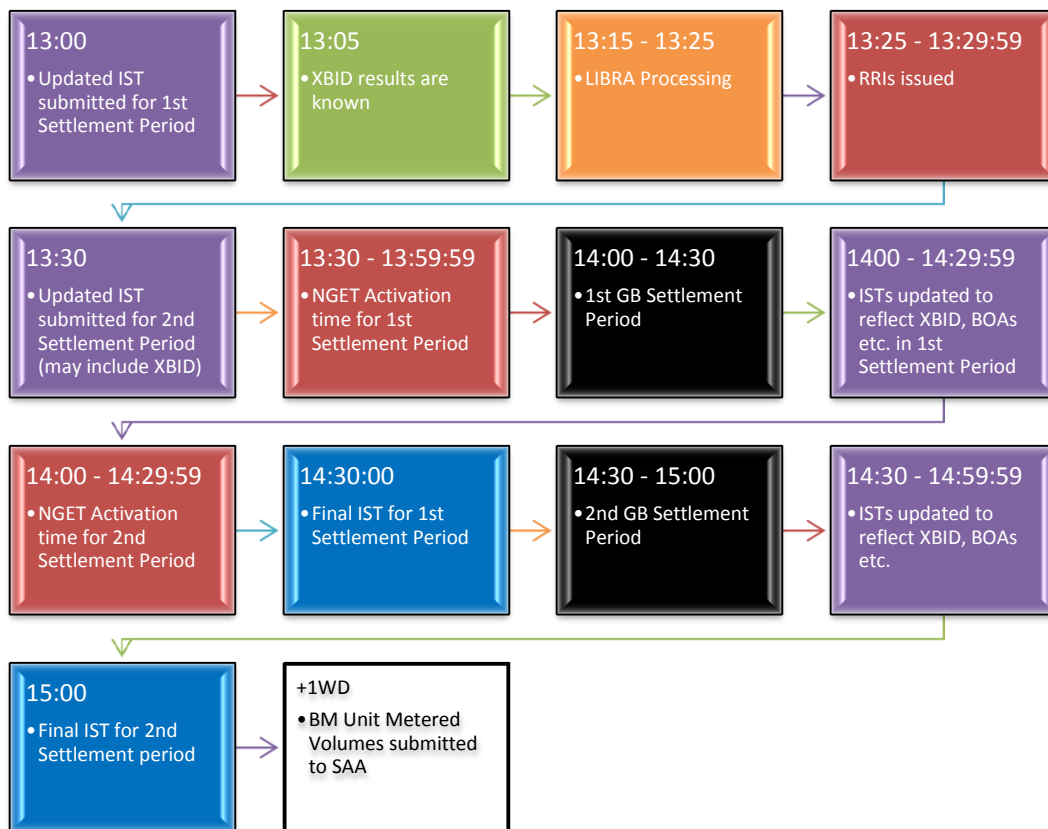 13:00
•Updated IST
submitted for 1st
Settlement Period
13:05
•XBID results are
known
13:15 - 13:25
•LIBRA Processing
13:25 - 13:29:59
•RRIs issued
13:30
•Updated IST
submitted for 2nd
Settlement Period
(may include XBID)
13:30 - 13:59:59
•NGET Activation
time for 1st
Settlement Period
14:00 - 14:30
•1st GB Settlement
Period
1400 - 14:29:59
•ISTs updated to
reflect XBID, BOAs
etc. in 1st
Settlement Period
14:00 - 14:29:59
•NGET Activation
time for 2nd
Settlement Period
14:30:00
•Final IST for 1st
Settlement Period
14:30 - 15:00
•2nd GB Settlement
Period
14:30 - 14:59:59
•ISTs updated to
reflect XBID, BOAs
etc.
15:00
•Final IST for 2nd
Settlement period
+1WD
•BM Unit Metered
Volumes submitted
to SAA